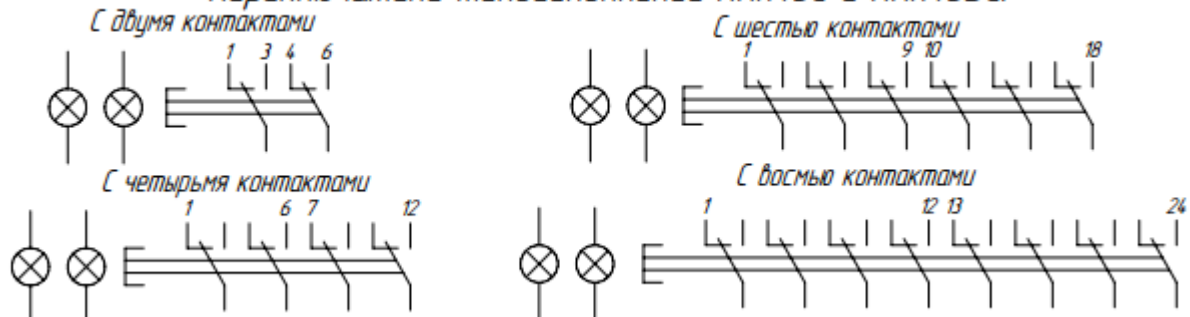 С двумя контактами
1 3 4 6
С шестью контактами
1 9 10 18
С четырьмя контактами
1 6 7 12
С восмью контактами
1 12 13 24